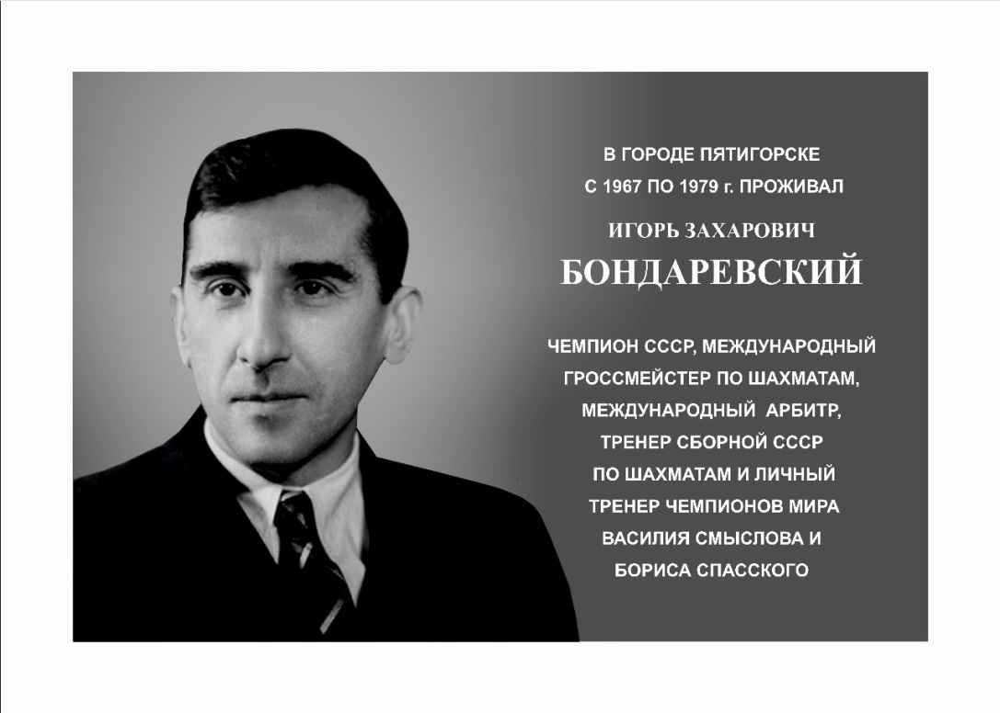 В ГОРОДЕ ПЯТИГОРСКЕ
С 1967 ПО 1979 г. ПРОЖИВАЛ
ИГОРЬ ЗАХАРОВИЧ
БОНДАРЕВСКИЙ
ЧЕМПИОН СССР, МЕЖДУНАРОДНЫЙ
ГРОССМЕЙСТЕР ПО ШАХМАТАМ,
МЕЖДУНАРОДНЫЙ АРБИТР,
ТРЕНЕР СБОРНОЙ СССР
ПО ШАХМАТАМ И ЛИЧНЫЙ
ТРЕНЕР ЧЕМПИОНОВ МИРА
ВАСИЛИЯ СМЫСЛОВА И
БОРИСА СПАССКОГО